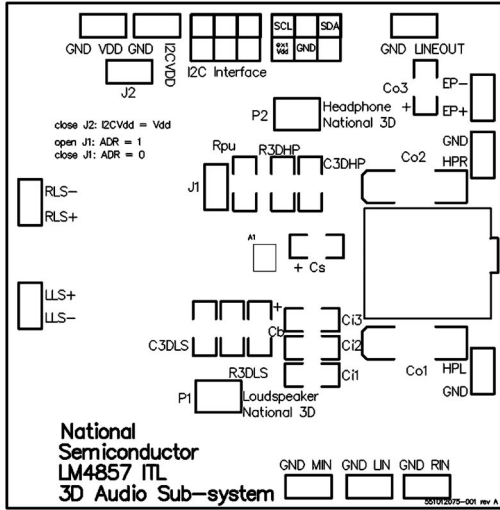 GND VDD GND I2CVDD
J2
I2C Interface
SCL SDA
ext Vdd GND
GND LINEOUT
Co3
+
EP-
EP+
P2
Headphone
National 3D
close J2: I2CVdd = Vdd
open J1: ADR = 1
close J1: ADR = 0
Rpu
R3DHP
C3DHP
Co2
GND
HPR
J1
RLS-
RLS+
A1
+ Cs
LLS+
LLS-
+
Cb
Ci3
Ci2
Ci1
C3DLS
R3DLS
Co1
HPL
GND
P1
Loudspeaker
National 3D
National
Semiconductor
LM4857 ITL
3D Audio Sub-system
GND MIN GND LIN GND RIN
551012075-001 rev A